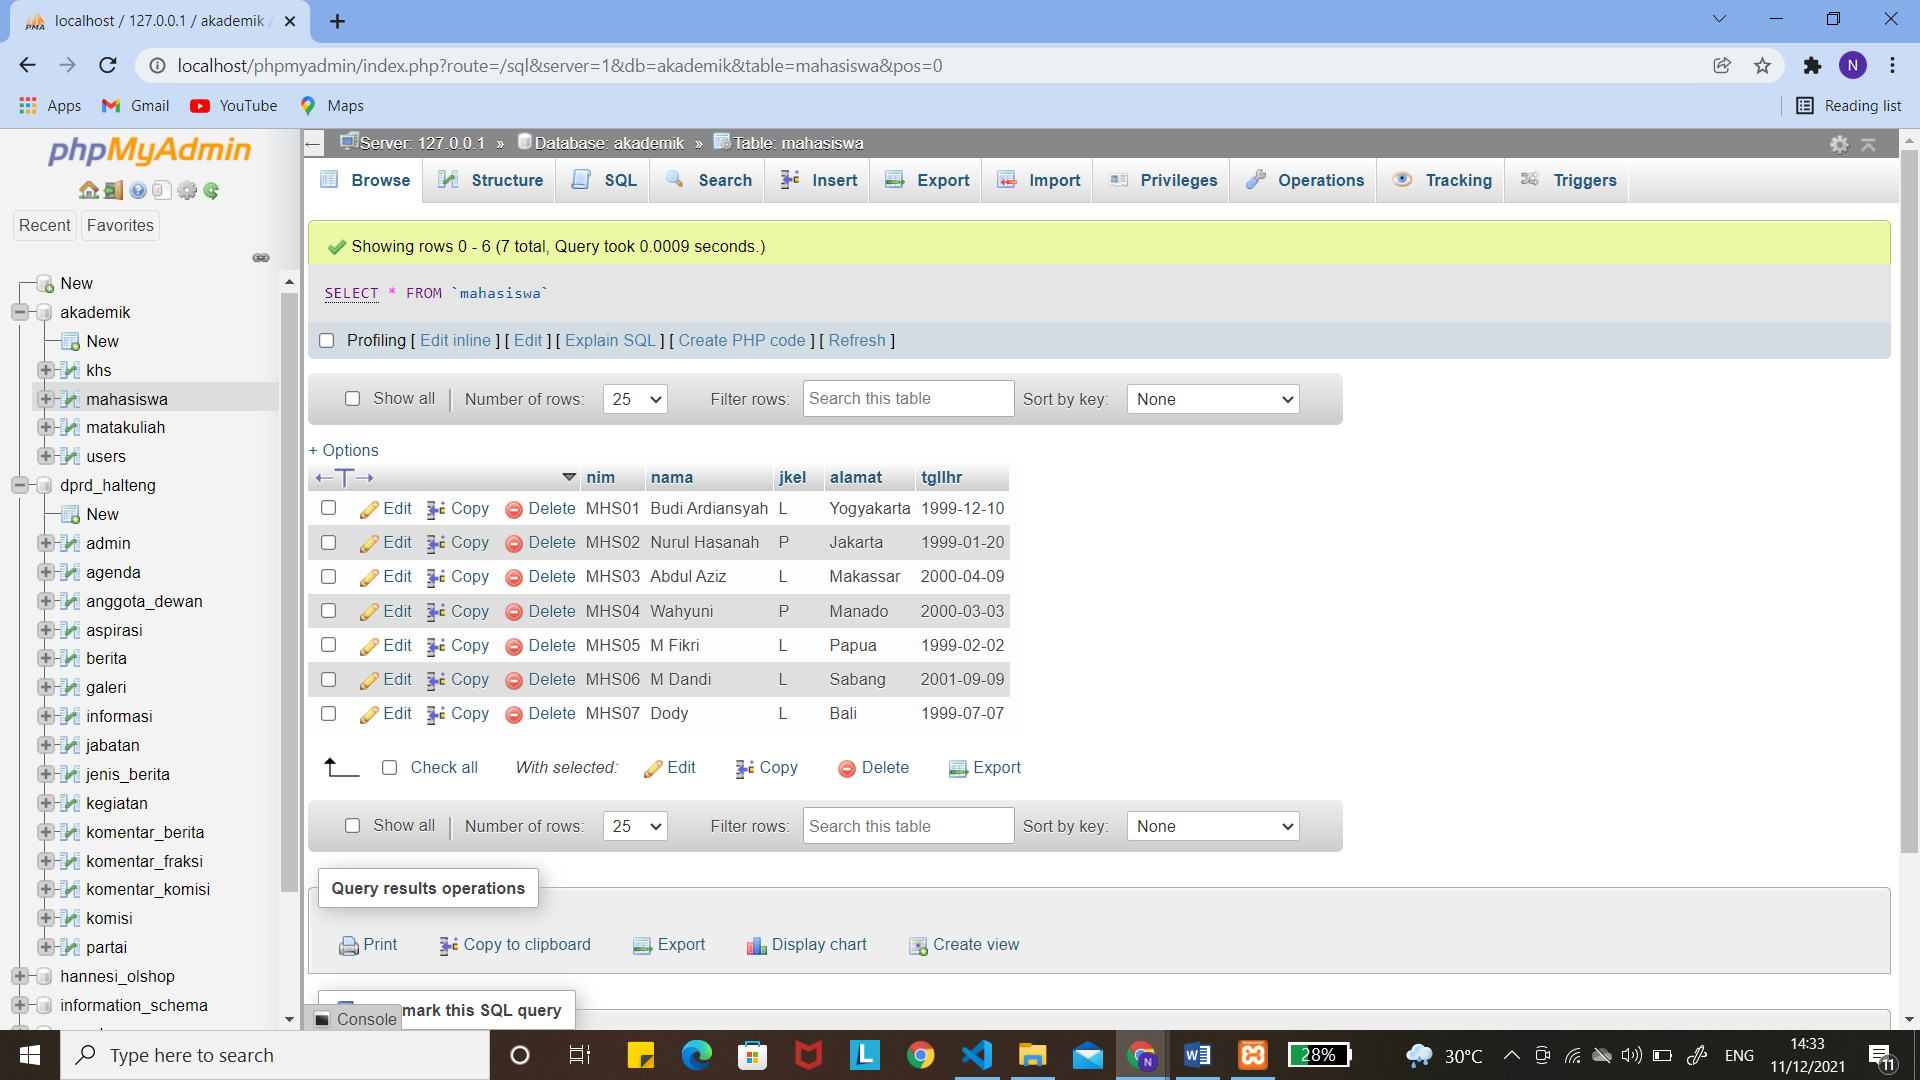 localhost / 127.0.0.1 / akademik
localhost/phpmyadmin/index.php?route=/sql&server=1&db=akademik&table=mahasiswa&pos=0
N
Apps Gmail YouTube Maps Reading list
phpMyAdmin
Recent Favorites
New
akademik
New
khs
mahasiswa
matakuliah
users
dprd_halteng
New
admin
agenda
anggota_dewan
aspirasi
berita
galeri
informasi
jabatan
jenis_berita
kegiatan
komentar_berita
komentar_fraksi
komentar_komisi
komisi
partai
hannesi_olshop
information_schema
Server: 127.0.0.1 » Database: akademik » Table: mahasiswa
Browse Structure SQL Search Insert Export Import Privileges Operations Tracking Triggers
Showing rows 0 - 6 (7 total, Query took 0.0009 seconds.)
SELECT * FROM `mahasiswa`
Profiling [ Edit inline ] [ Edit ] [ Explain SQL ] [ Create PHP code ] [ Refresh ]
Show all | Number of rows: 25 Filter rows: Search this table Sort by key: None
+ Options
←T→ nim nama jkel alamat tgllhr
Edit Copy Delete MHS01 Budi Ardiansyah L Yogyakarta 1999-12-10
Edit Copy Delete MHS02 Nurul Hasanah P Jakarta 1999-01-20
Edit Copy Delete MHS03 Abdul Aziz L Makassar 2000-04-09
Edit Copy Delete MHS04 Wahyuni P Manado 2000-03-03
Edit Copy Delete MHS05 M Fikri L Papua 1999-02-02
Edit Copy Delete MHS06 M Dandi L Sabang 2001-09-09
Edit Copy Delete MHS07 Dody L Bali 1999-07-07
Check all With selected: Edit Copy Delete Export
Show all | Number of rows: 25 Filter rows: Search this table Sort by key: None
Query results operations
Print Copy to clipboard Export Display chart Create view
mark this SQL query
Console
Type here to search
28%
30°C
ENG
14:33
11/12/2021
11